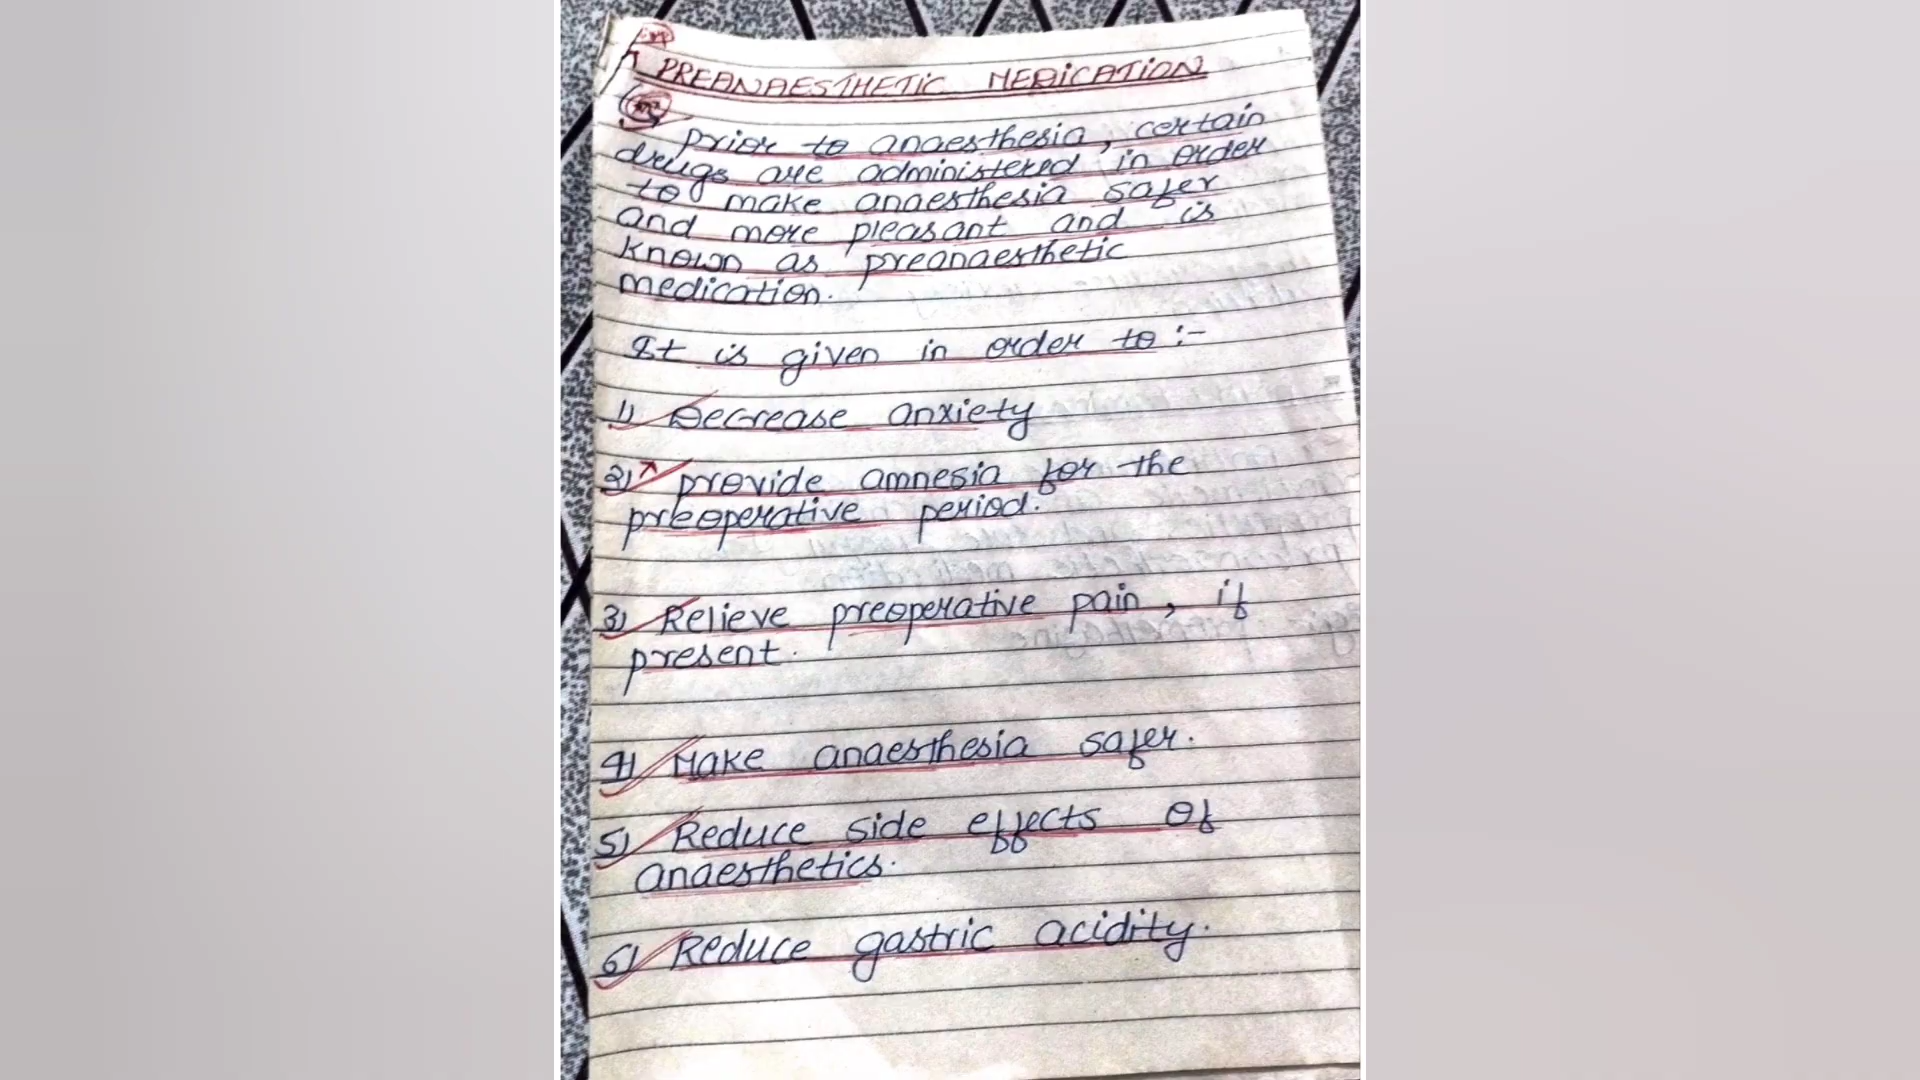 imp
PREANAESTHETIC MEDICATION
prior to anaesthesia, certain
drugs are administered in order
to make anaesthesia safer
and more pleasant and is
known as preanaesthetic
medication.
It is given in order to :-
1) Decrease anxiety
2) provide amnesia for the
preoperative period.
3) Relieve preoperative pain, if
present.
4) Make anaesthesia safer.
5) Reduce side effects of
anaesthetics.
6) Reduce gastric acidity.